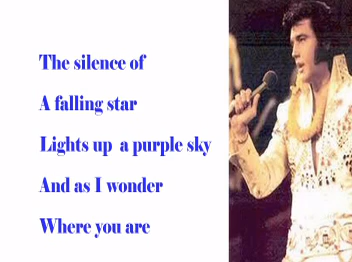 The silence of
A falling star
Lights up a purple sky
And as I wonder
Where you are